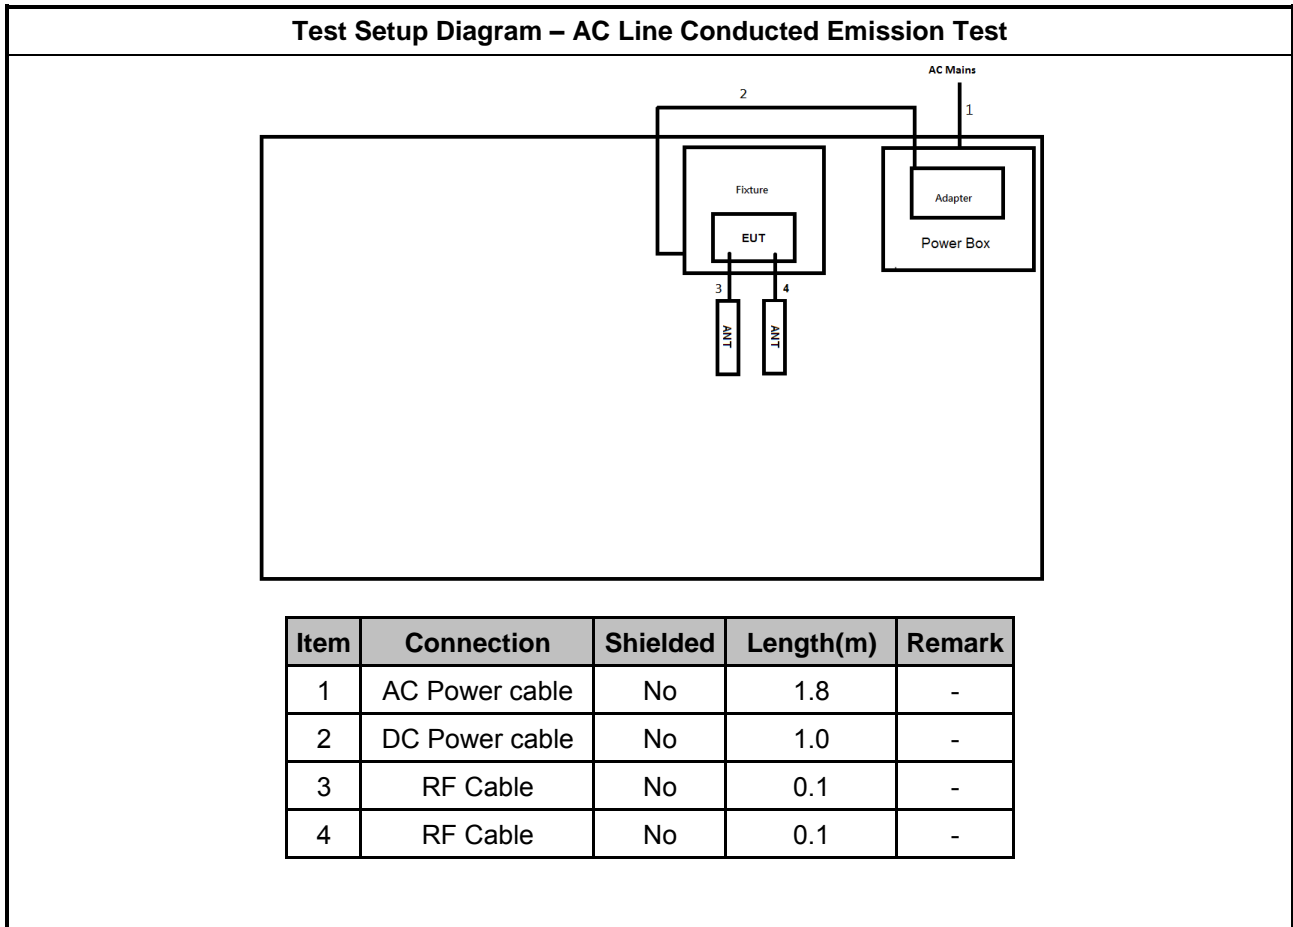 Test Setup Diagram – AC Line Conducted Emission Test
AC Mains
2
1
Fixture
Adapter
EUT
Power Box
3
4
ANT
ANT
Item Connection Shielded Length(m) Remark
1 AC Power cable No 1.8 -
2 DC Power cable No 1.0 -
3 RF Cable No 0.1 -
4 RF Cable No 0.1 -